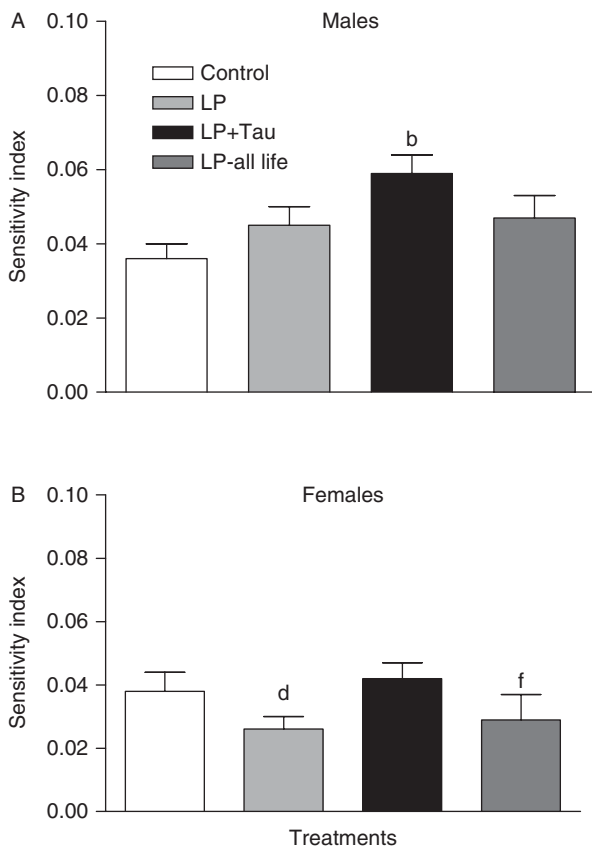 A
Males
0.10
0.08
0.06
0.04
0.02
0.00
Sensitivity index
Control
LP
LP+Tau
LP-all life
b
B
Females
0.10
0.08
0.06
0.04
0.02
0.00
Sensitivity index
d
f
Treatments